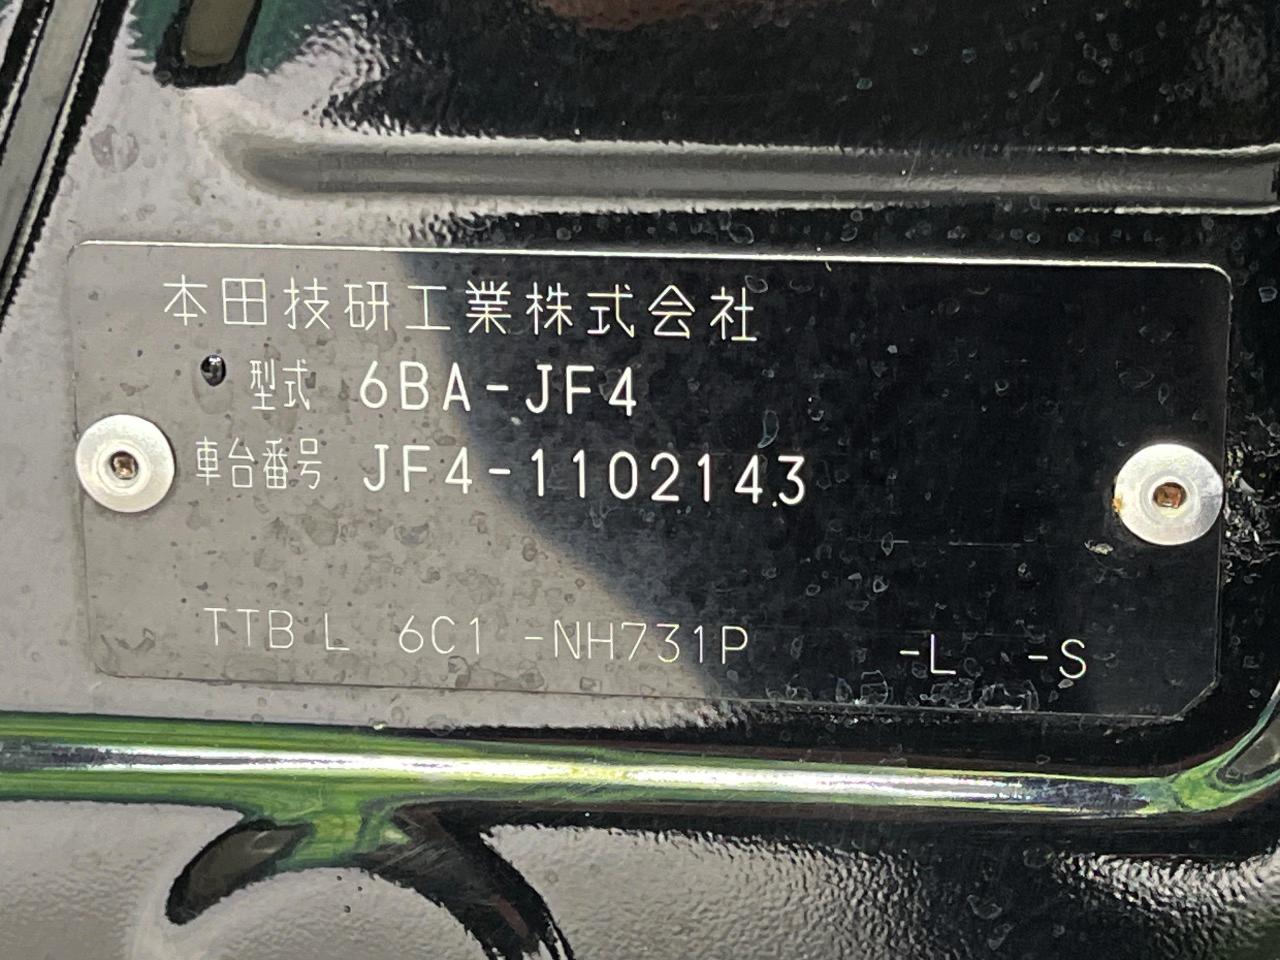 本田技研工業株式会社
型式 6BA-JF4
車台番号 JF4-1102143
TTB L 6C1 -NH731P -L -S